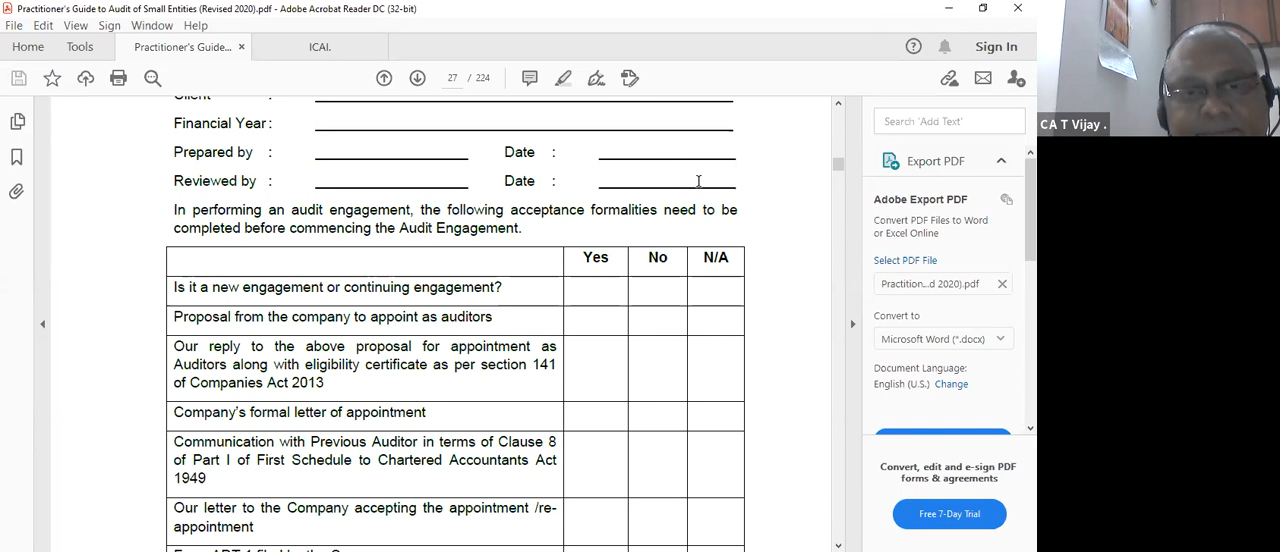 Practitioner's Guide to Audit of Small Entities (Revised 2020).pdf - Adobe Acrobat Reader DC (32-bit)
File Edit View Sign Window Help
Home Tools Practitioner's Guide... × ICAI. Sign In
27 / 224
Client :
Financial Year:
Prepared by : Date :
Reviewed by : Date :
In performing an audit engagement, the following acceptance formalities need to be
completed before commencing the Audit Engagement.
Yes No N/A
Is it a new engagement or continuing engagement?
Proposal from the company to appoint as auditors
Our reply to the above proposal for appointment as
Auditors along with eligibility certificate as per section 141
of Companies Act 2013
Company's formal letter of appointment
Communication with Previous Auditor in terms of Clause 8
of Part I of First Schedule to Chartered Accountants Act
1949
Our letter to the Company accepting the appointment /re-
appointment
Search 'Add Text'
Export PDF
Adobe Export PDF
Convert PDF Files to Word
or Excel Online
Select PDF File
Practition...d 2020).pdf ×
Convert to
Microsoft Word (*.docx)
Document Language:
English (U.S.) Change
Convert, edit and e-sign PDF
forms & agreements
Free 7-Day Trial
CA T Vijay .